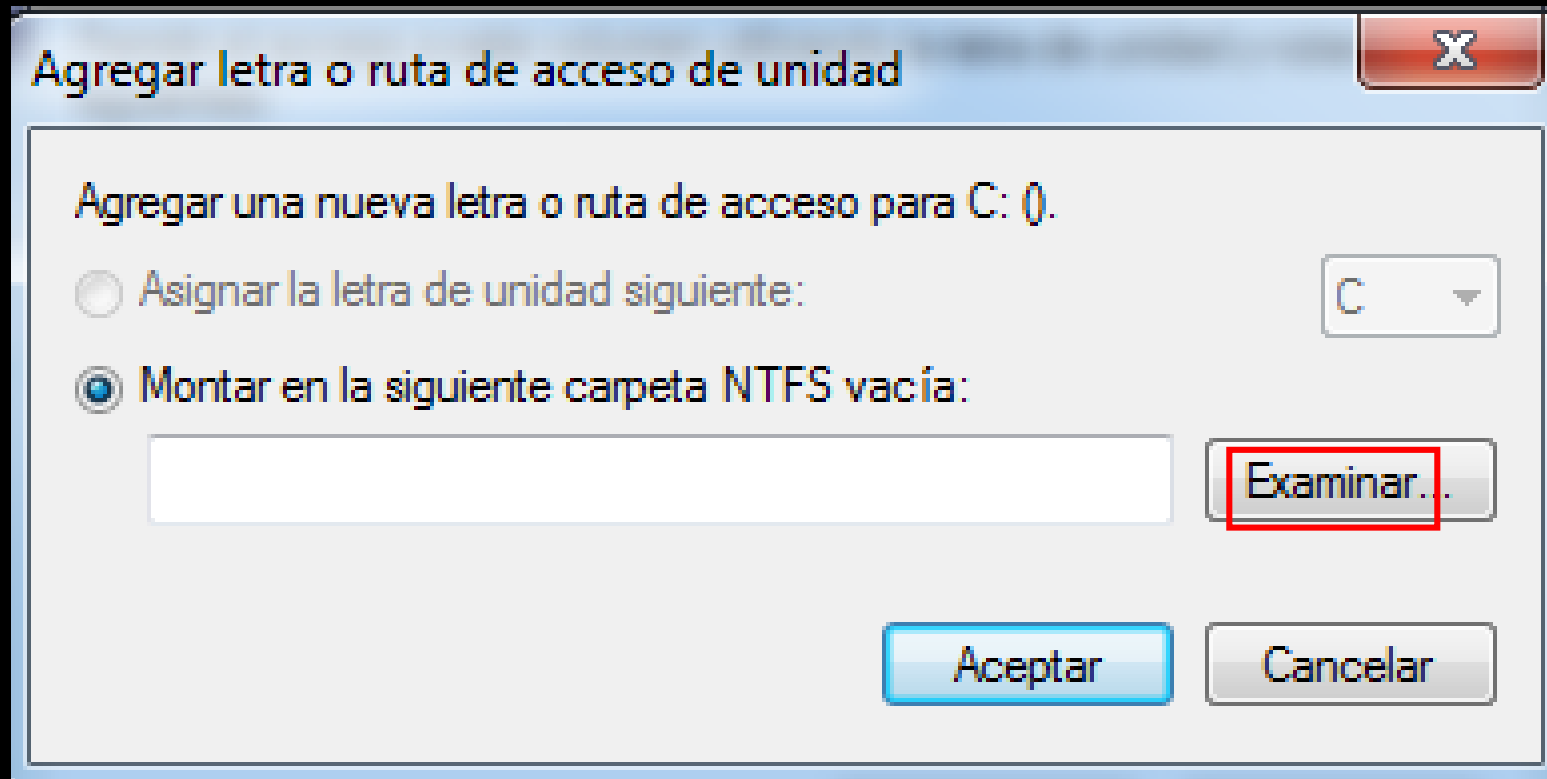 Agregar letra o ruta de acceso de unidad
Agregar una nueva letra o ruta de acceso para C: ().
Asignar la letra de unidad siguiente:
C
Montar en la siguiente carpeta NTFS vacía:
Examinar...
Aceptar
Cancelar